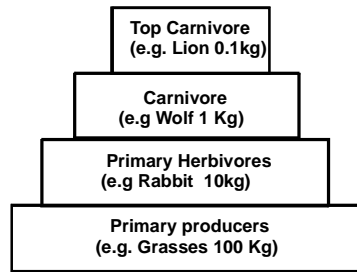 Top Carnivore
(e.g. Lion 0.1kg)
Carnivore
(e.g Wolf 1 Kg)
Primary Herbivores
(e.g Rabbit 10kg)
Primary producers
(e.g. Grasses 100 Kg)